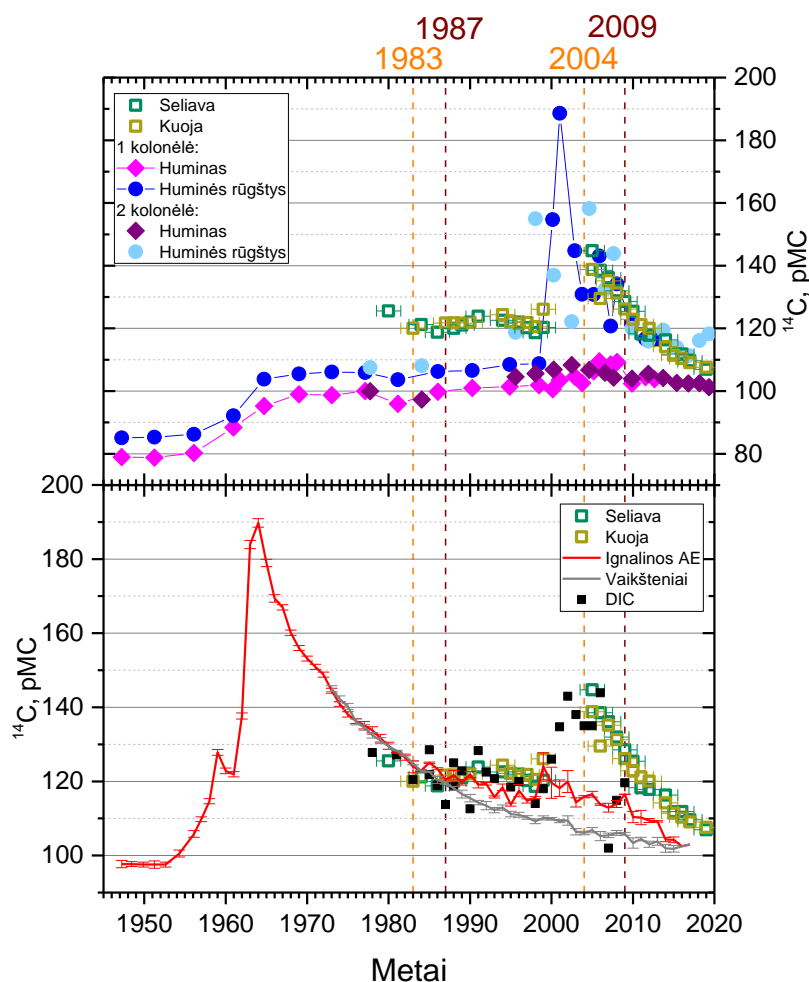 1987
2009
1983
2004
Seliava
Kuoja
1 kolonėlė:
Huminas
Huminės rūgštys
2 kolonėlė:
Huminas
Huminės rūgštys
200
180
160
140
120
100
80
¹⁴C, pMC
200
180
160
140
120
100
¹⁴C, pMC
Seliava
Kuoja
Ignalinos AE
Vaikšteniai
DIC
1950 1960 1970 1980 1990 2000 2010 2020
Metai